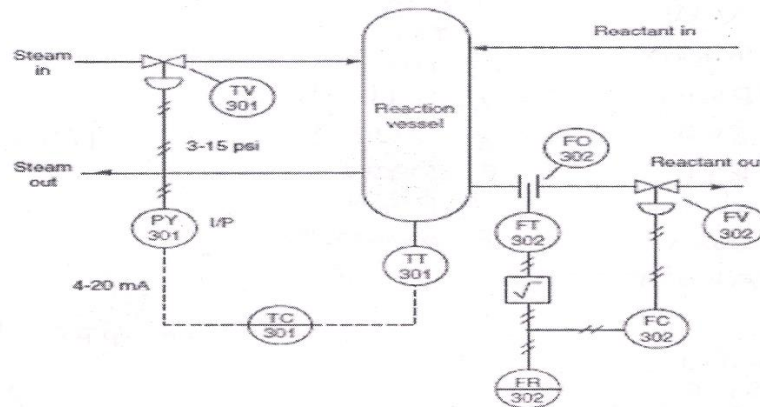 Steam
in
Reactant in
TV
301
Reaction
vessel
3-15 psi
FO
302
Steam
out
Reactant out
PY
301
I/P
FT
302
FV
302
TT
301
4-20 mA
√
TC
301
FC
302
FR
302